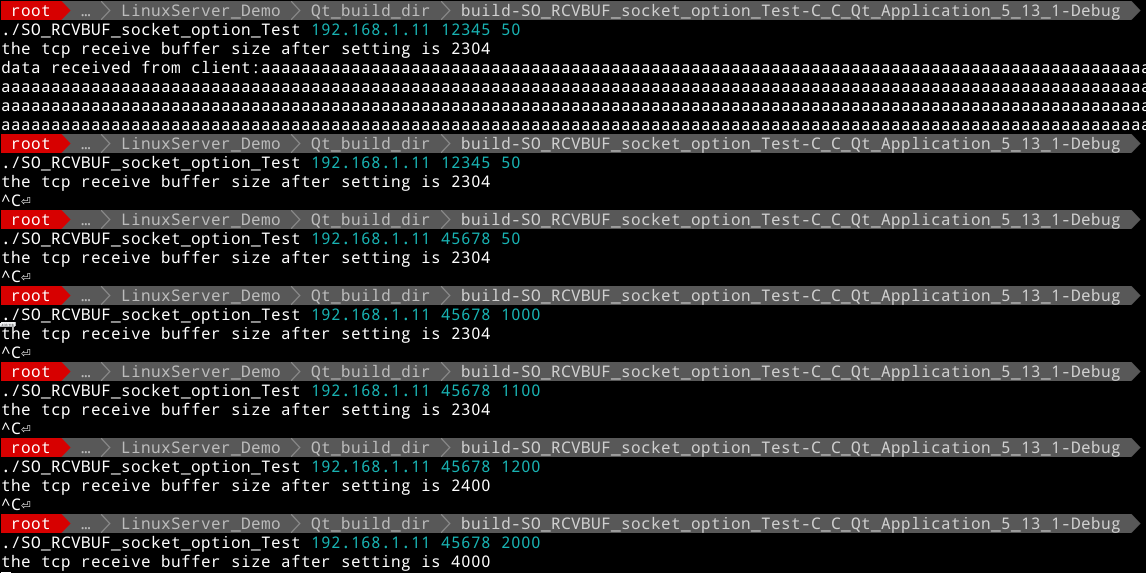 root … LinuxServer_Demo Qt_build_dir build-SO_RCVBUF_socket_option_Test-C_C_Qt_Application_5_13_1-Debug
./SO_RCVBUF_socket_option_Test 192.168.1.11 12345 50
the tcp receive buffer size after setting is 2304
data received from client:aaaaaaaaaaaaaaaaaaaaaaaaaaaaaaaaaaaaaaaaaaaaaaaaaaaaaaaaaaaaaaaaaaaaaaaaaaaaaaaaaaaaaaaaa
aaaaaaaaaaaaaaaaaaaaaaaaaaaaaaaaaaaaaaaaaaaaaaaaaaaaaaaaaaaaaaaaaaaaaaaaaaaaaaaaaaaaaaaaaaaaaaaaaaaaaaaaaaaaaaaaaaa
aaaaaaaaaaaaaaaaaaaaaaaaaaaaaaaaaaaaaaaaaaaaaaaaaaaaaaaaaaaaaaaaaaaaaaaaaaaaaaaaaaaaaaaaaaaaaaaaaaaaaaaaaaaaaaaaaaa
aaaaaaaaaaaaaaaaaaaaaaaaaaaaaaaaaaaaaaaaaaaaaaaaaaaaaaaaaaaaaaaaaaaaaaaaaaaaaaaaaaaaaaaaaaaaaaaaaaaaaaaaaaaaaaaaaaa
root … LinuxServer_Demo Qt_build_dir build-SO_RCVBUF_socket_option_Test-C_C_Qt_Application_5_13_1-Debug
./SO_RCVBUF_socket_option_Test 192.168.1.11 12345 50
the tcp receive buffer size after setting is 2304
^C⏎
root … LinuxServer_Demo Qt_build_dir build-SO_RCVBUF_socket_option_Test-C_C_Qt_Application_5_13_1-Debug
./SO_RCVBUF_socket_option_Test 192.168.1.11 45678 50
the tcp receive buffer size after setting is 2304
^C⏎
root … LinuxServer_Demo Qt_build_dir build-SO_RCVBUF_socket_option_Test-C_C_Qt_Application_5_13_1-Debug
./SO_RCVBUF_socket_option_Test 192.168.1.11 45678 1000
the tcp receive buffer size after setting is 2304
^C⏎
root … LinuxServer_Demo Qt_build_dir build-SO_RCVBUF_socket_option_Test-C_C_Qt_Application_5_13_1-Debug
./SO_RCVBUF_socket_option_Test 192.168.1.11 45678 1100
the tcp receive buffer size after setting is 2304
^C⏎
root … LinuxServer_Demo Qt_build_dir build-SO_RCVBUF_socket_option_Test-C_C_Qt_Application_5_13_1-Debug
./SO_RCVBUF_socket_option_Test 192.168.1.11 45678 1200
the tcp receive buffer size after setting is 2400
^C⏎
root … LinuxServer_Demo Qt_build_dir build-SO_RCVBUF_socket_option_Test-C_C_Qt_Application_5_13_1-Debug
./SO_RCVBUF_socket_option_Test 192.168.1.11 45678 2000
the tcp receive buffer size after setting is 4000